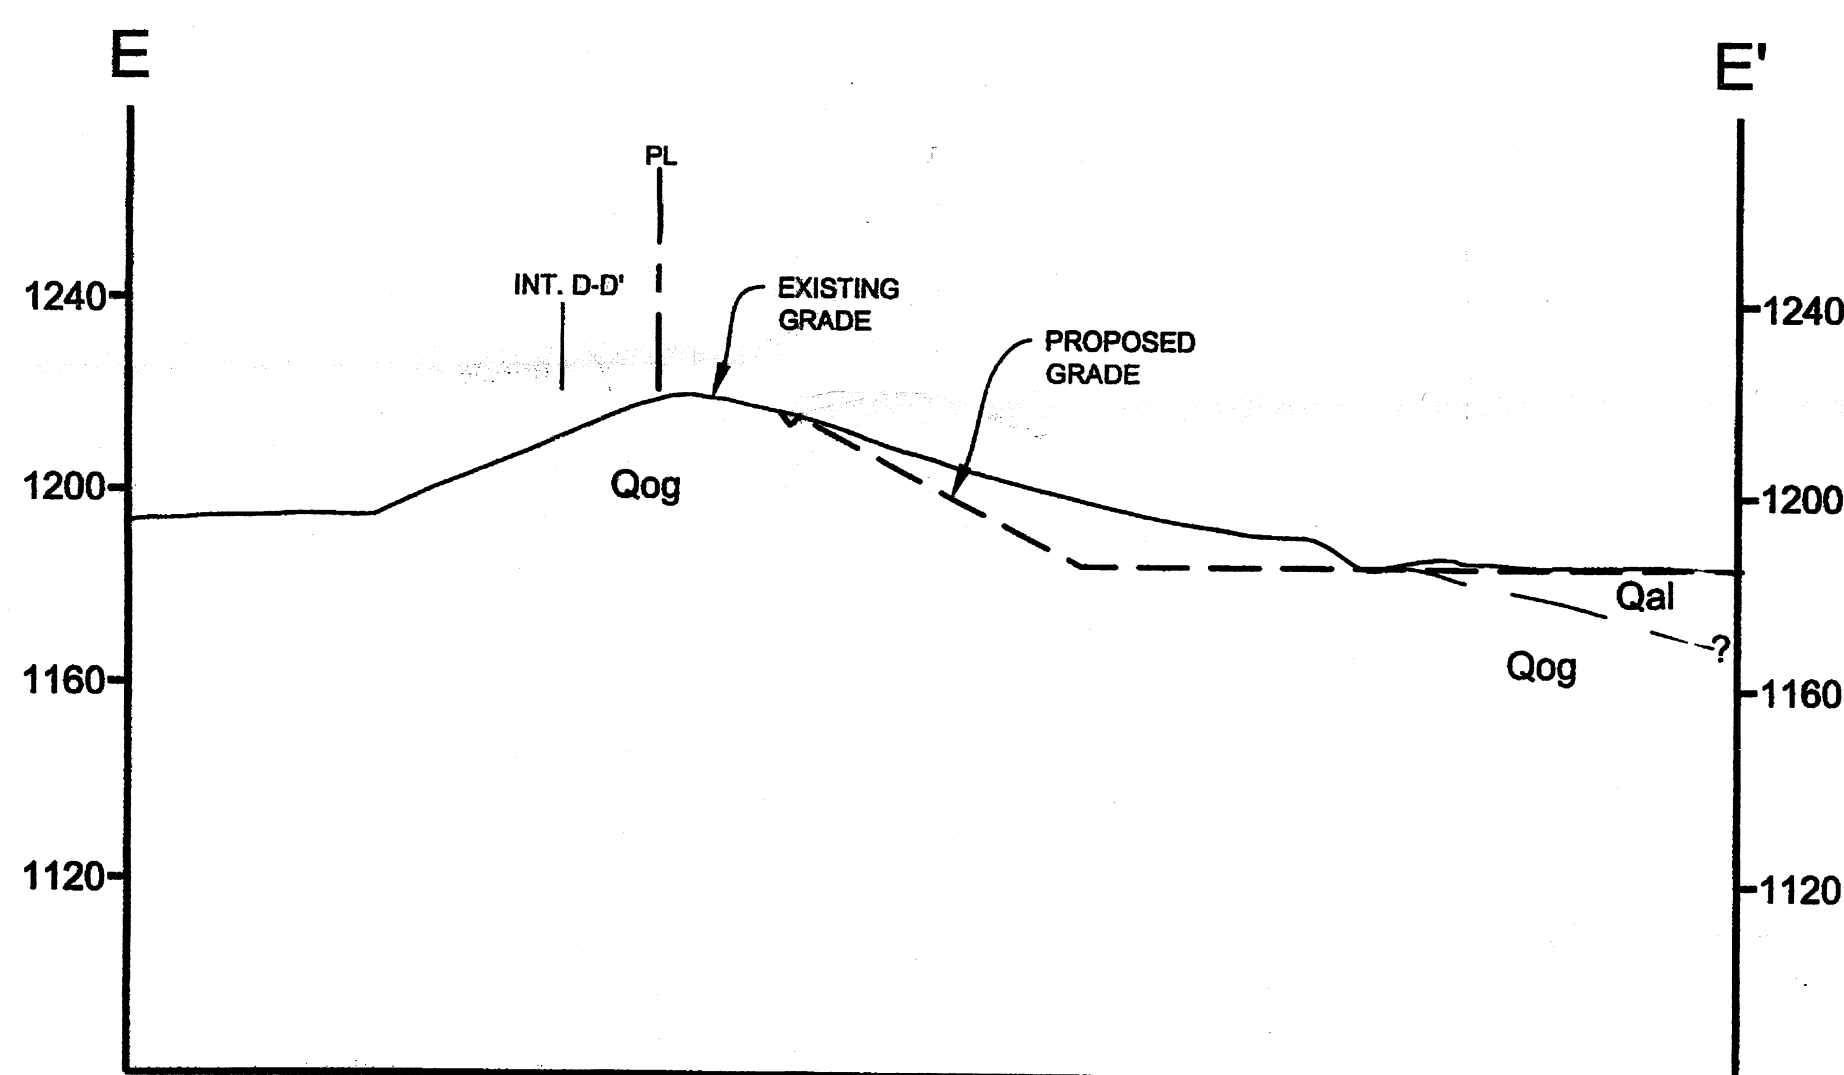 E
E'
PL
INT. D-D'
EXISTING
GRADE
PROPOSED
GRADE
1240
1240
1200
1200
Qog
Qal
Qog
?
1160
1160
1120
1120